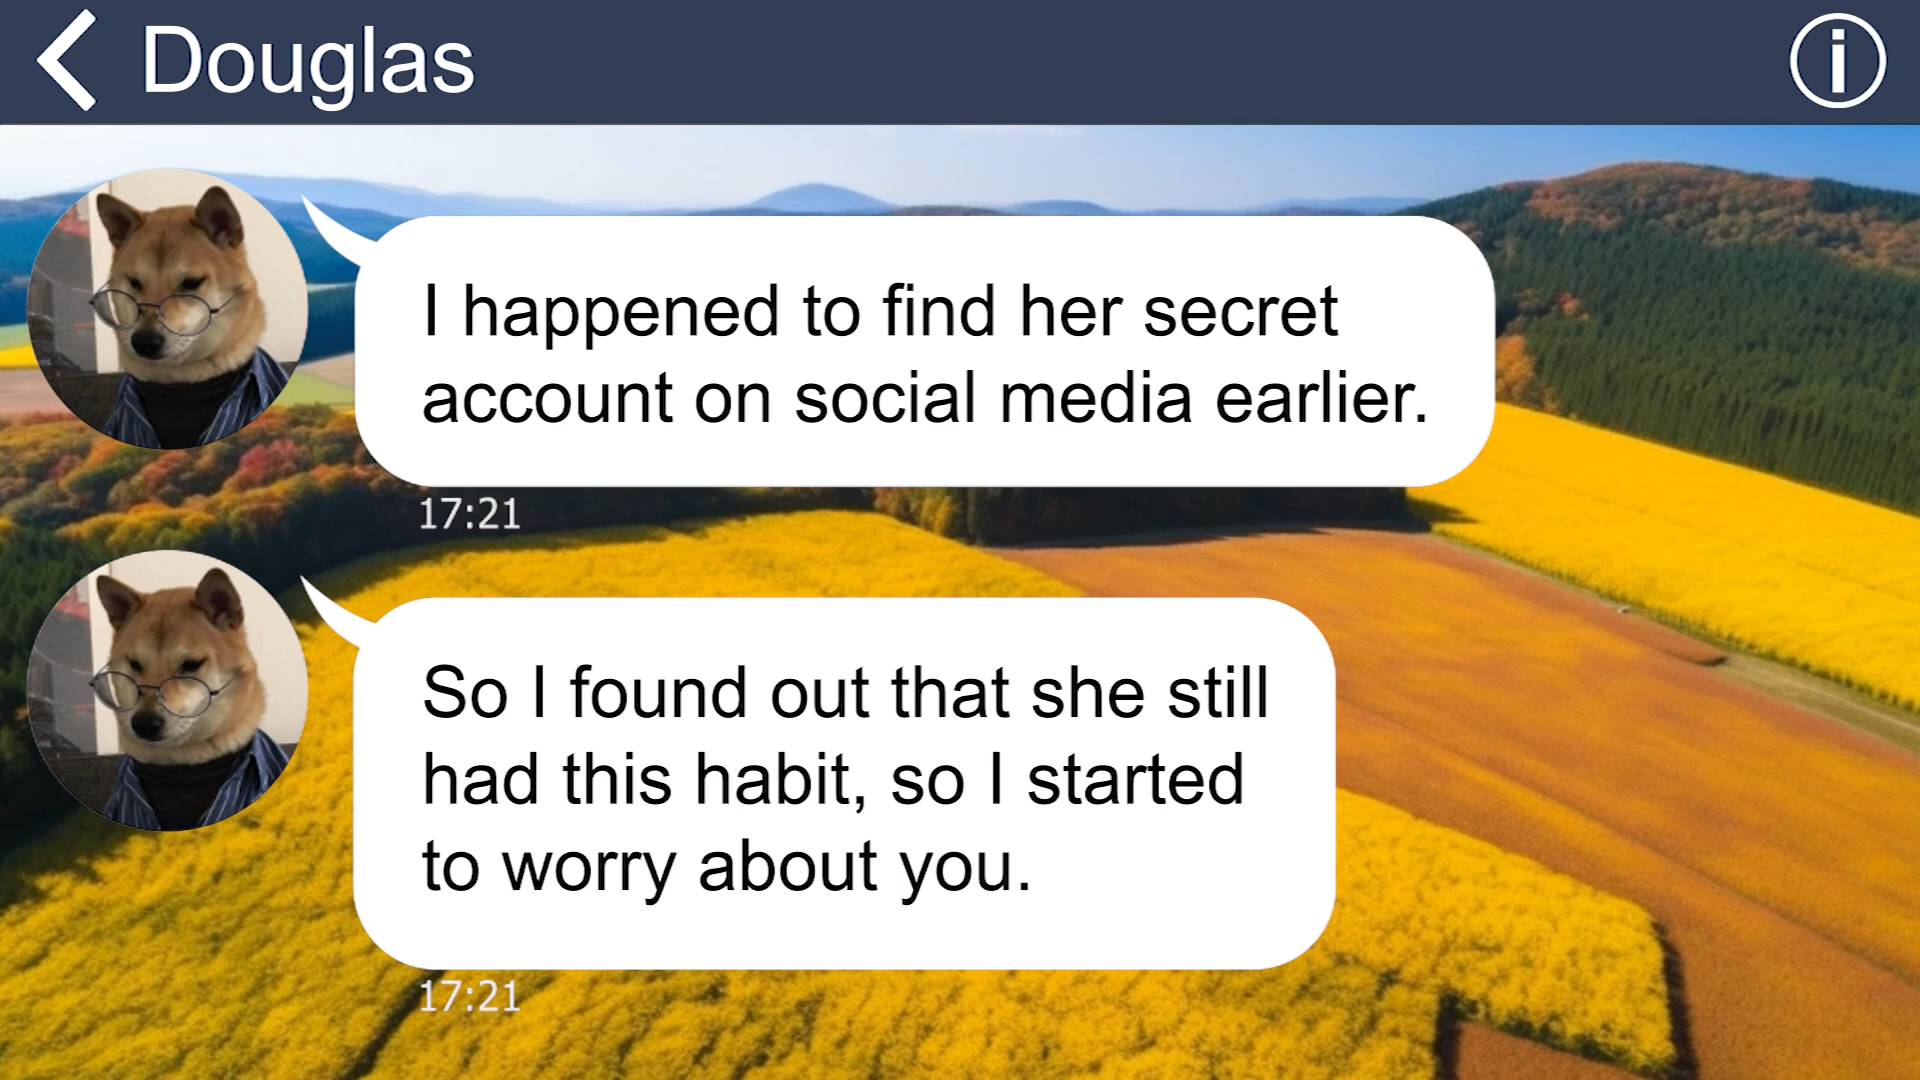 Douglas
I happened to find her secret
account on social media earlier.
17:21
So I found out that she still
had this habit, so I started
to worry about you.
17:21